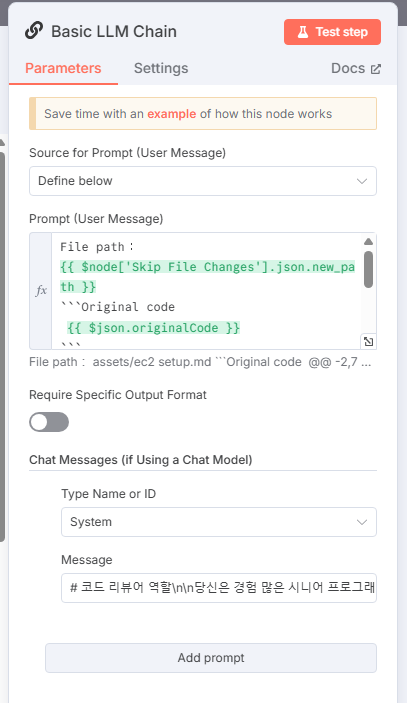 Basic LLM Chain
Test step
Parameters
Settings
Docs
Save time with an example of how this node works
Source for Prompt (User Message)
Define below
Prompt (User Message)
fx
File path：
{{ $node['Skip File Changes'].json.new_pa
th }}
```Original code
{{ $json.originalCode }}
```
File path： assets/ec2 setup.md ```Original code @@ -2,7 ...
Require Specific Output Format
Chat Messages (if Using a Chat Model)
Type Name or ID
System
Message
# 코드 리뷰어 역할\n\n당신은 경험 많은 시니어 프로그래
Add prompt